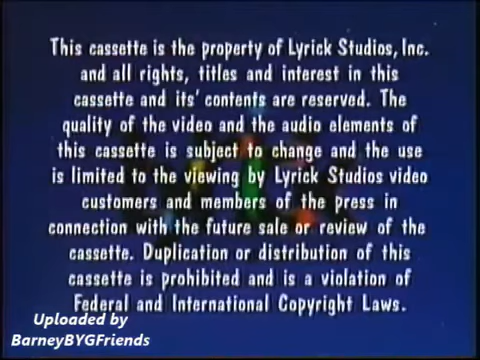 This cassette is the property of Lyrick Studios, Inc.
and all rights, titles and interest in this
cassette and its' contents are reserved. The
quality of the video and the audio elements of
this cassette is subject to change and the use
is limited to the viewing by Lyrick Studios video
customers and members of the press in
connection with the future sale or review of the
cassette. Duplication or distribution of this
cassette is prohibited and is a violation of
Federal and International Copyright Laws.
Uploaded by
BarneyBYGFriends